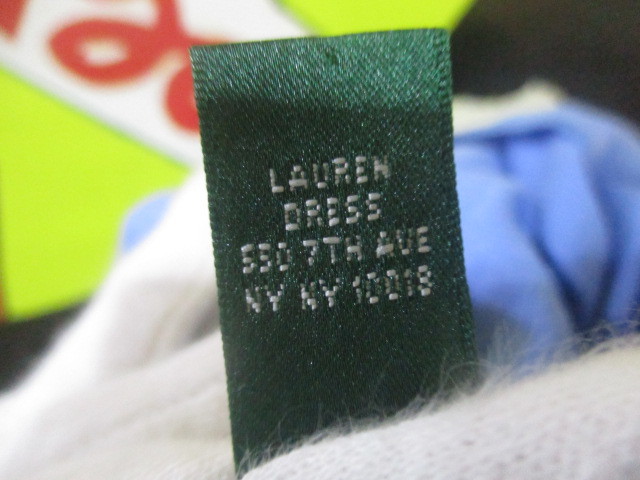 LAUREN
DRESS
550 7TH AVE
NY NY 10018